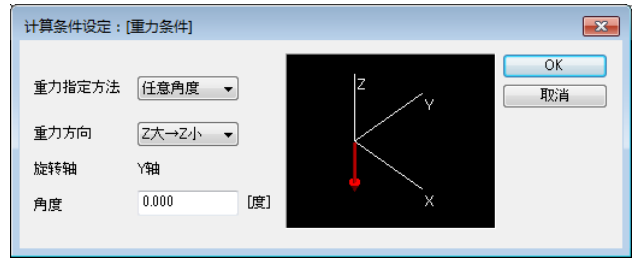 计算条件设定：[重力条件]
重力指定方法 任意角度
重力方向 Z大→Z小
旋转轴 Y轴
角度 0.000 [度]
Z
Y
X
OK
取消